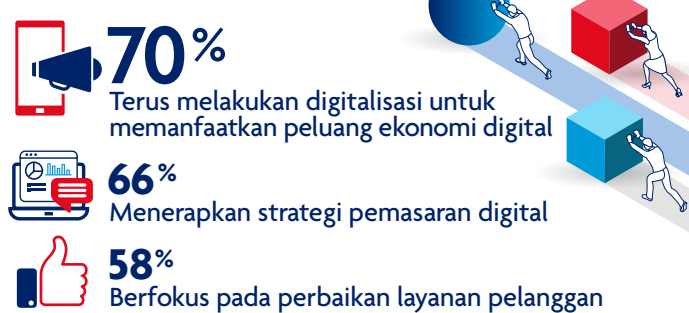 70%
Terus melakukan digitalisasi untuk
memanfaatkan peluang ekonomi digital
66%
Menerapkan strategi pemasaran digital
58%
Berfokus pada perbaikan layanan pelanggan